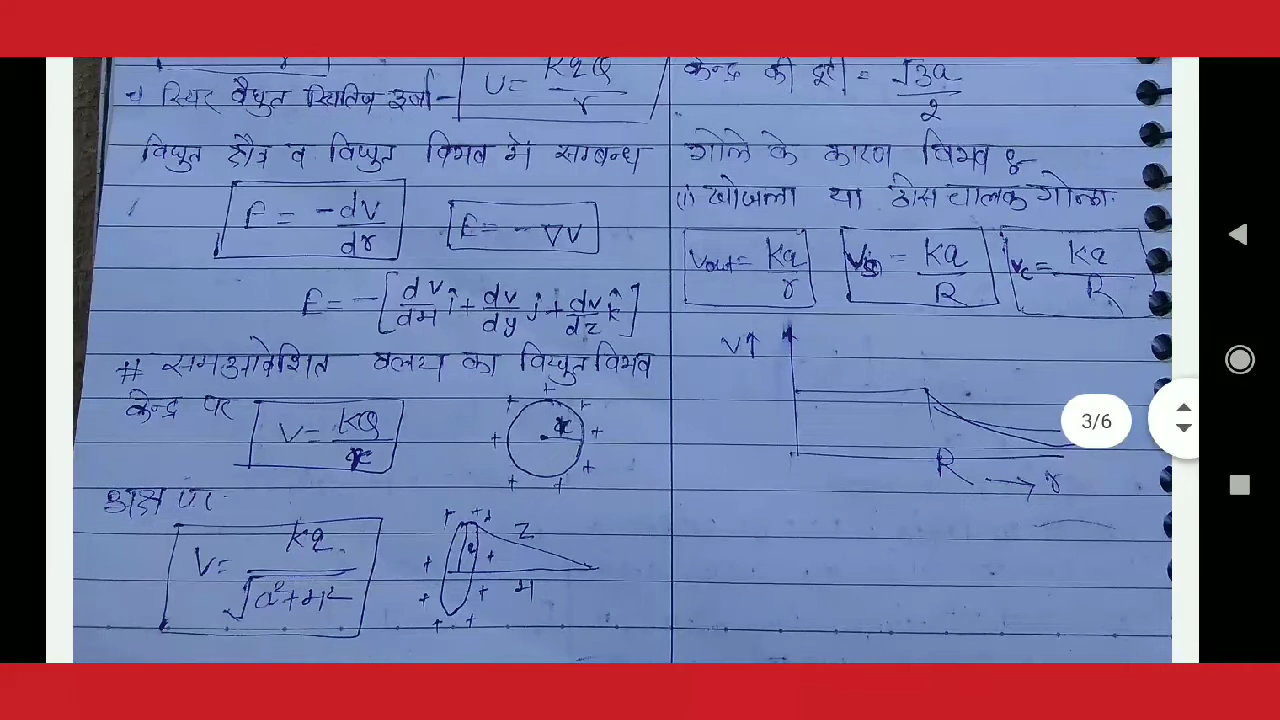 → स्थिर वैद्युत स्थितिज ऊर्जा - U = KqQ/r
विद्युत क्षेत्र व विद्युत विभव में सम्बन्ध
E = -dV/dr E = -∇V
E = -[dv/dx î + dv/dy ĵ + dv/dz k̂]
# समआवेशित वलय का विद्युत विभव
केन्द्र पर V = KQ/
+ + + + + + + +
अक्ष पर
V = kq/√a²+x²
+ + + + + + + +
z
x
केन्द्र की दूरी = √3a/2
गोले के कारण विभव :-
(i) खोखला या ठोस चालक गोला:
Vout = Kq/r = Kq/R Vc = Kq/R
V↑
R → r
3/6